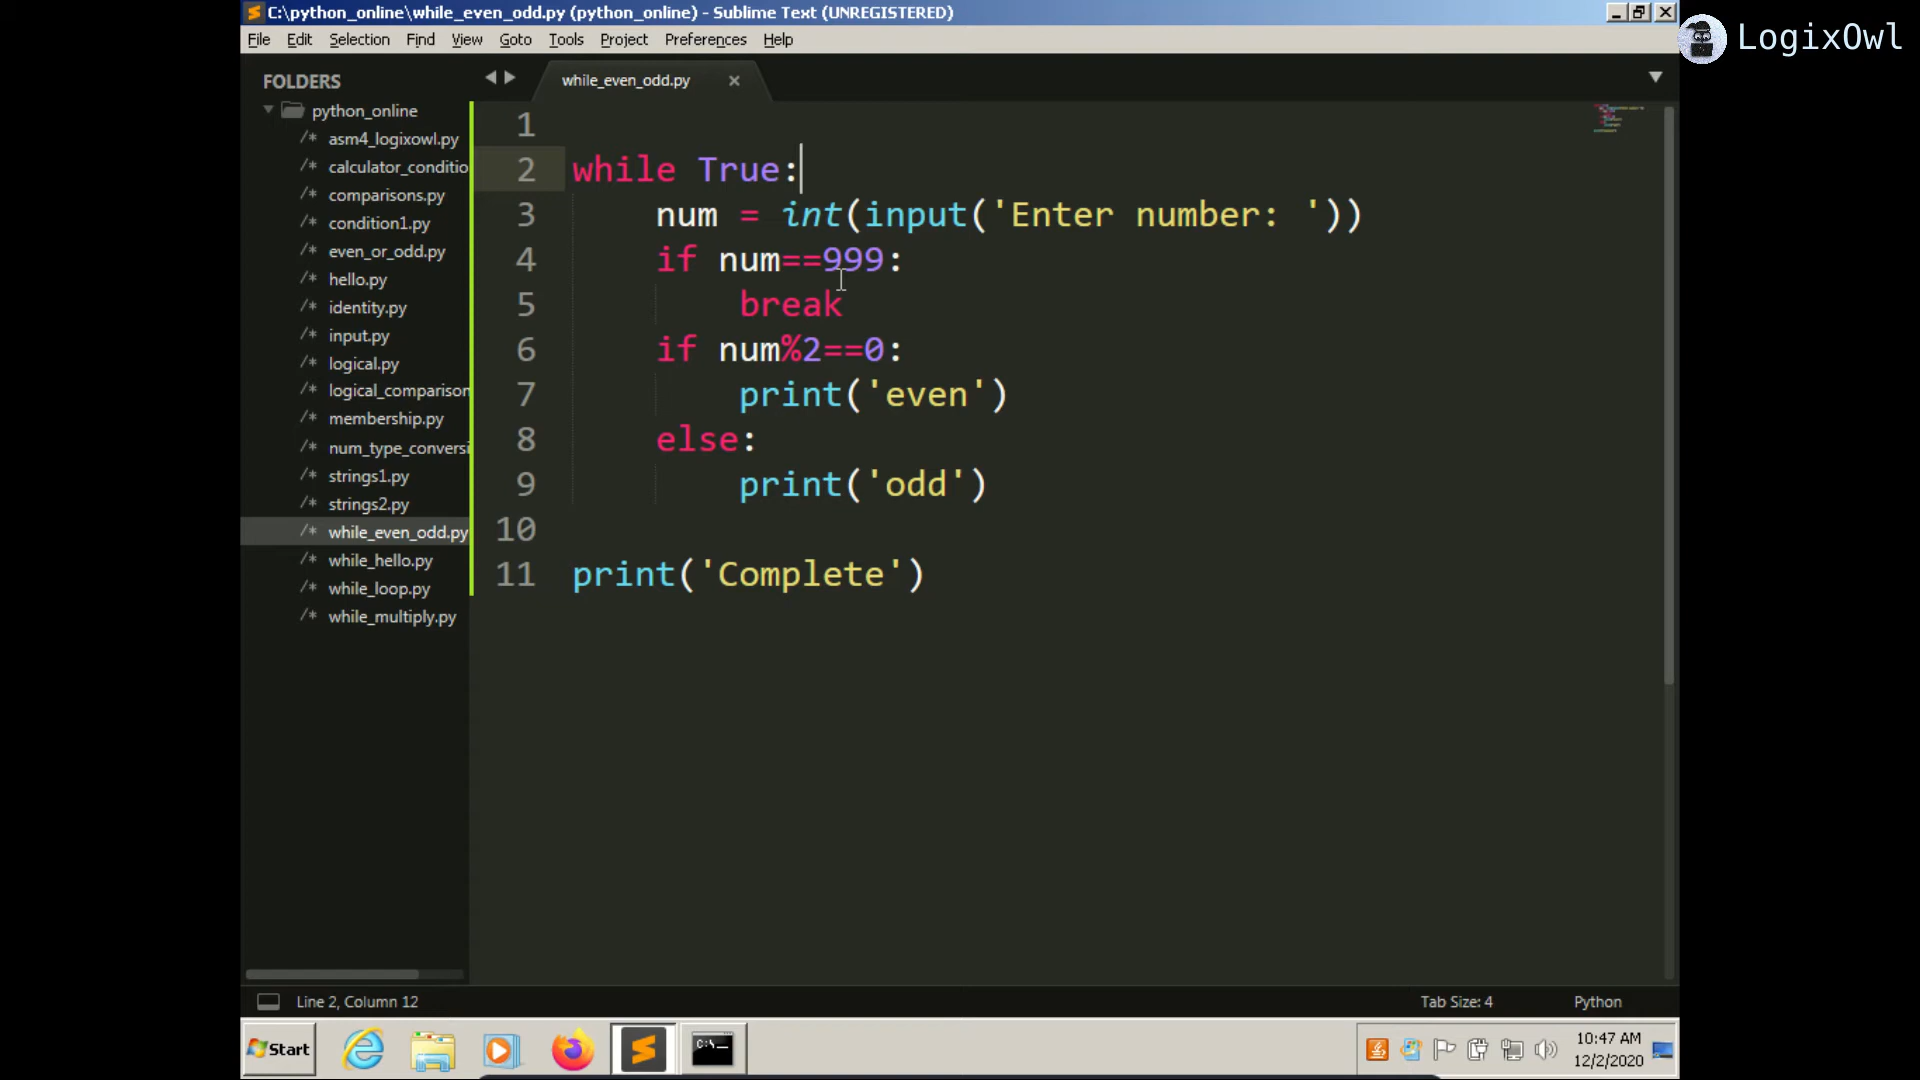 C:\python_online\while_even_odd.py (python_online) - Sublime Text (UNREGISTERED)
LogixOwl
File Edit Selection Find View Goto Tools Project Preferences Help
FOLDERS
python_online
/* asm4_logixowl.py
/* calculator_conditio
/* comparisons.py
/* condition1.py
/* even_or_odd.py
/* hello.py
/* identity.py
/* input.py
/* logical.py
/* logical_comparison
/* membership.py
/* num_type_conversi
/* strings1.py
/* strings2.py
/* while_even_odd.py
/* while_hello.py
/* while_loop.py
/* while_multiply.py
while_even_odd.py
1
2 while True:
3 num = int(input('Enter number: '))
4 if num==999:
5 break
6 if num%2==0:
7 print('even')
8 else:
9 print('odd')
10
11 print('Complete')
Line 2, Column 12 Tab Size: 4 Python
Start
C:\
10:47 AM
12/2/2020